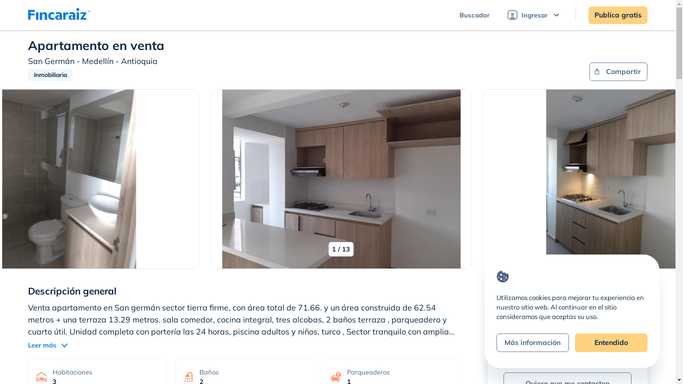 Fincaraiz
Buscador
Ingresar
Publica gratis
Apartamento en venta
San Germán - Medellín - Antioquia
Inmobiliaria
Compartir
1 / 13
Descripción general
Venta apartamento en San germán sector tierra firme, con área total de 71.66. y un área construida de 62.54
metros + una terraza 13.29 metros. sala comedor, cocina integral, tres alcobas, 2 baños terraza , parqueadero y
cuarto útil. Unidad completa con portería las 24 horas, piscina adultos y niños, turco , Sector tranquilo con amplia...
Leer más
Habitaciones
3
Baños
2
Parqueaderos
1
Utilizamos cookies para mejorar tu experiencia en
nuestro sitio web. Al continuar en el sitio
consideramos que aceptas su uso.
Más información
Entendido
Quiero que me contacten